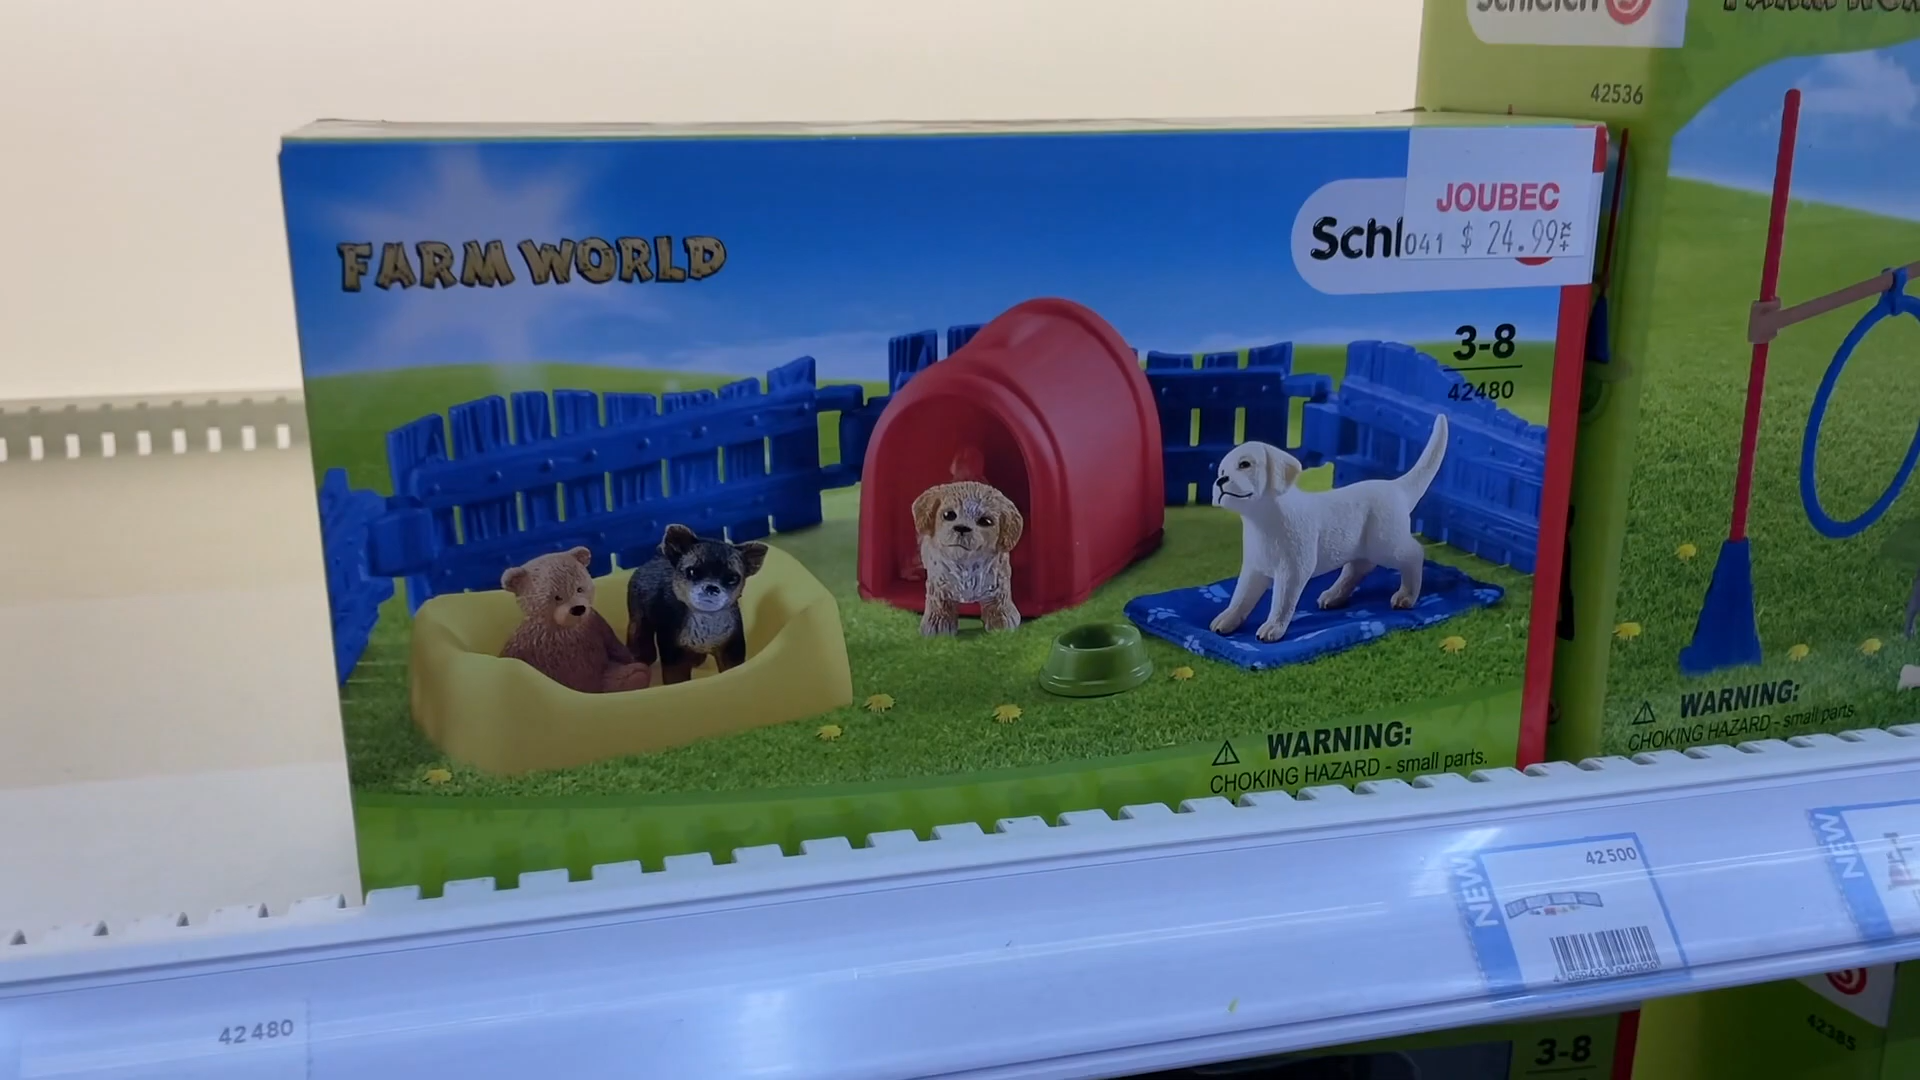 FARM WORLD
JOUBEC
041 $ 24.99
Schl
3-8
42480
WARNING:
CHOKING HAZARD - small parts.
42536
WARNING:
CHOKING HAZARD - small parts.
42500
NEW
NEW
42480
42385
3-8